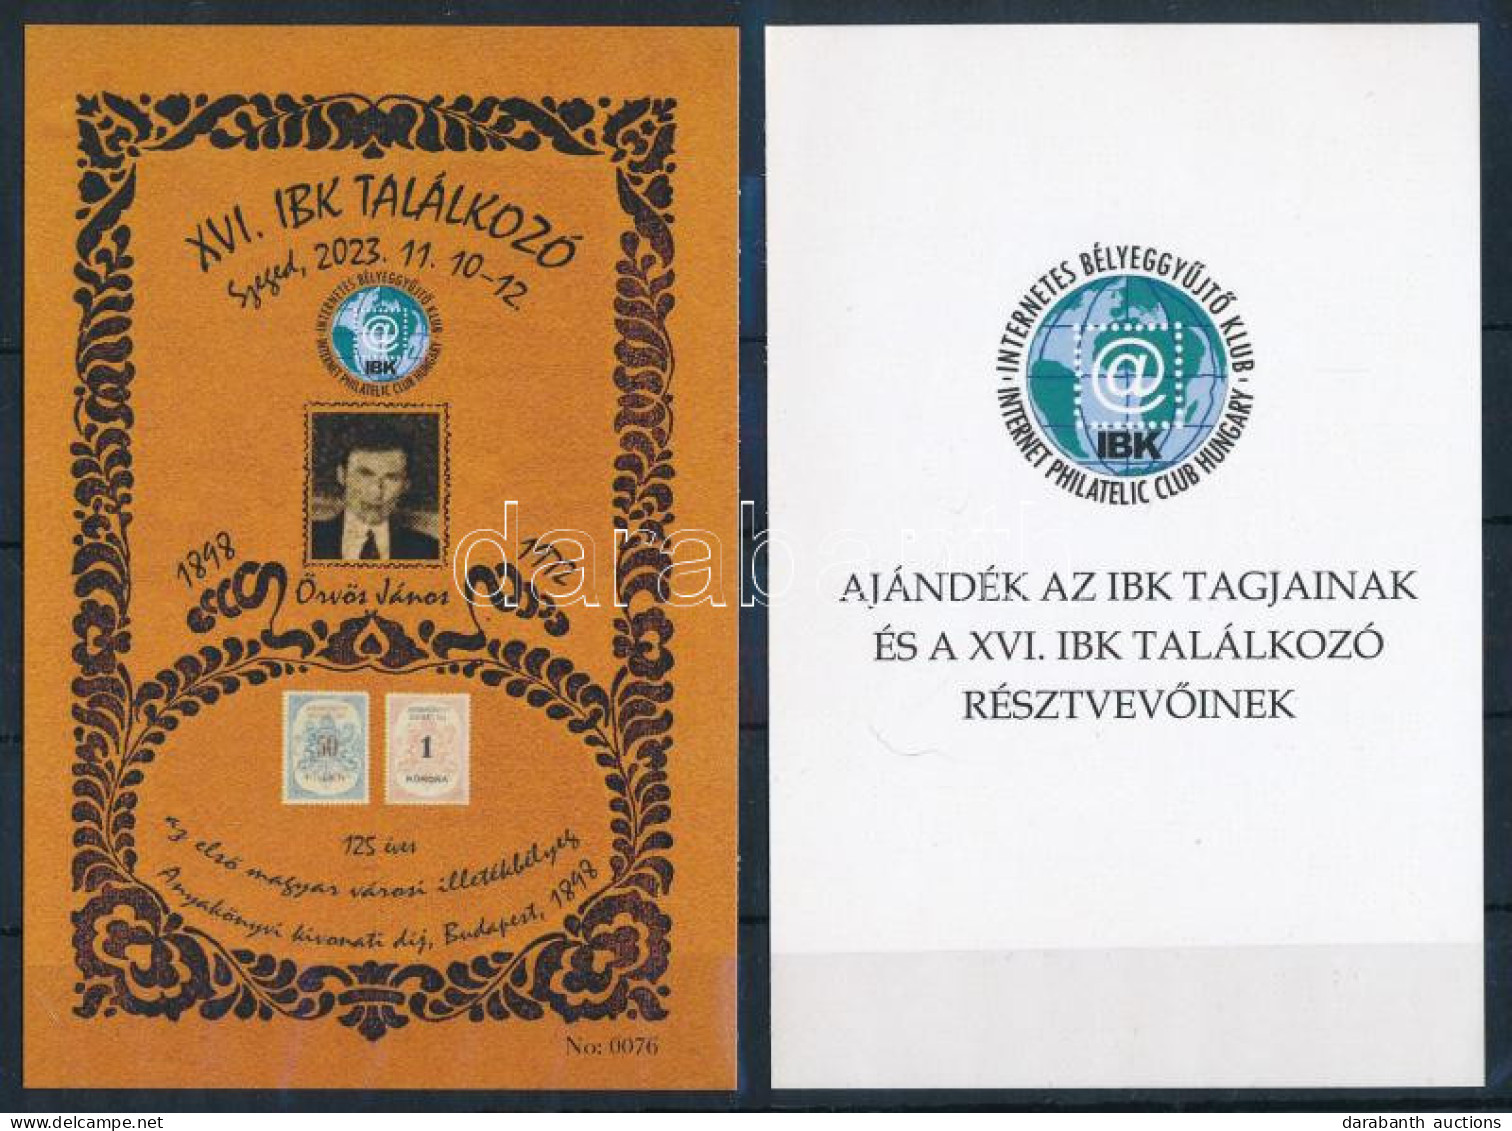 XVI. IBK TALÁLKOZÓ
Szeged, 2023. 11. 10-12.
INTERNETES BÉLYEGGYŰJTŐ KLUB
INTERNET PHILATELIC CLUB HUNGARY
@
IBK
1898
Örvös János
50
1
KORONA
125 éves
az első magyar városi illetékbélyeg
Anyakönyvi kivonati díj, Budapest, 1898
No: 0076
INTERNETES BÉLYEGGYŰJTŐ KLUB
INTERNET PHILATELIC CLUB HUNGARY
@
IBK
AJÁNDÉK AZ IBK TAGJAINAK
ÉS A XVI. IBK TALÁLKOZÓ
RÉSZTVEVŐINEK
darabanth
darabanth auctions